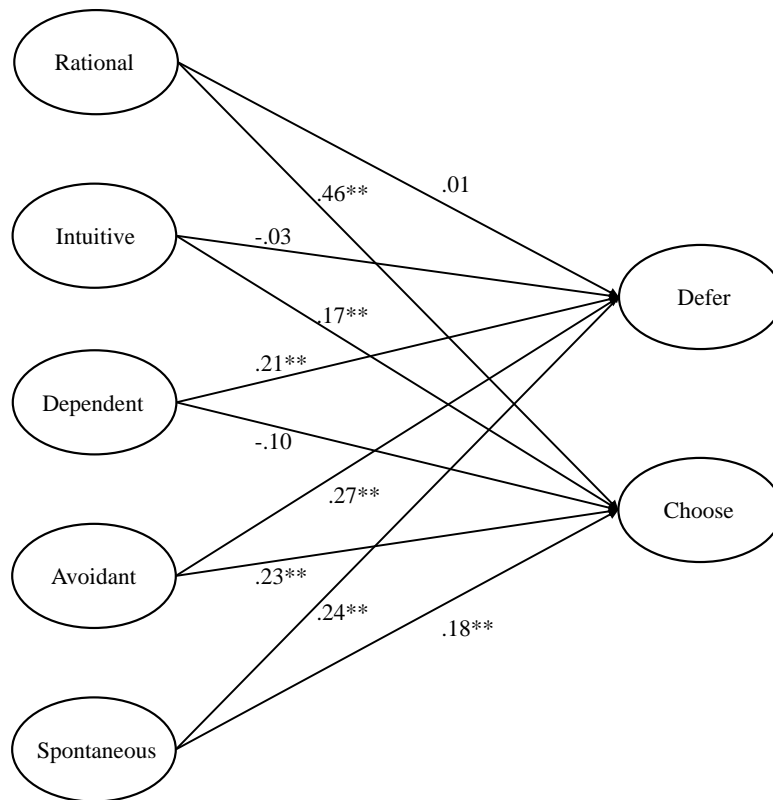 Rational
.01
.46**
Intuitive
-.03
Defer
.17**
.21**
Dependent
-.10
.27**
Choose
Avoidant
.23**
.24**
.18**
Spontaneous